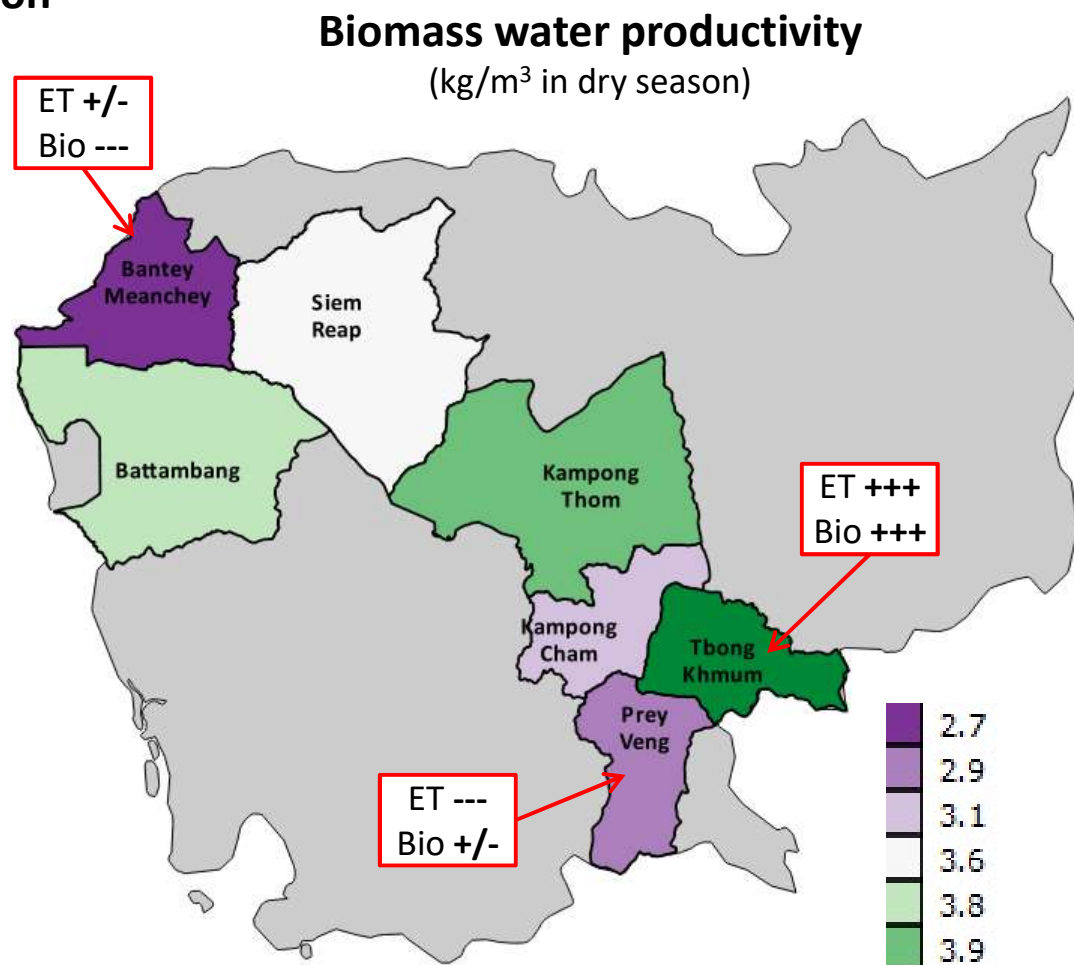 on
Biomass water productivity
(kg/m³ in dry season)
ET +/-
Bio ---
Bantey
Meanchey
Siem
Reap
Battambang
Kampong
Thom
ET +++
Bio +++
Kampong
Cham
Tbong
Khmum
Prey
Veng
ET ---
Bio +/-
2.7
2.9
3.1
3.6
3.8
3.9